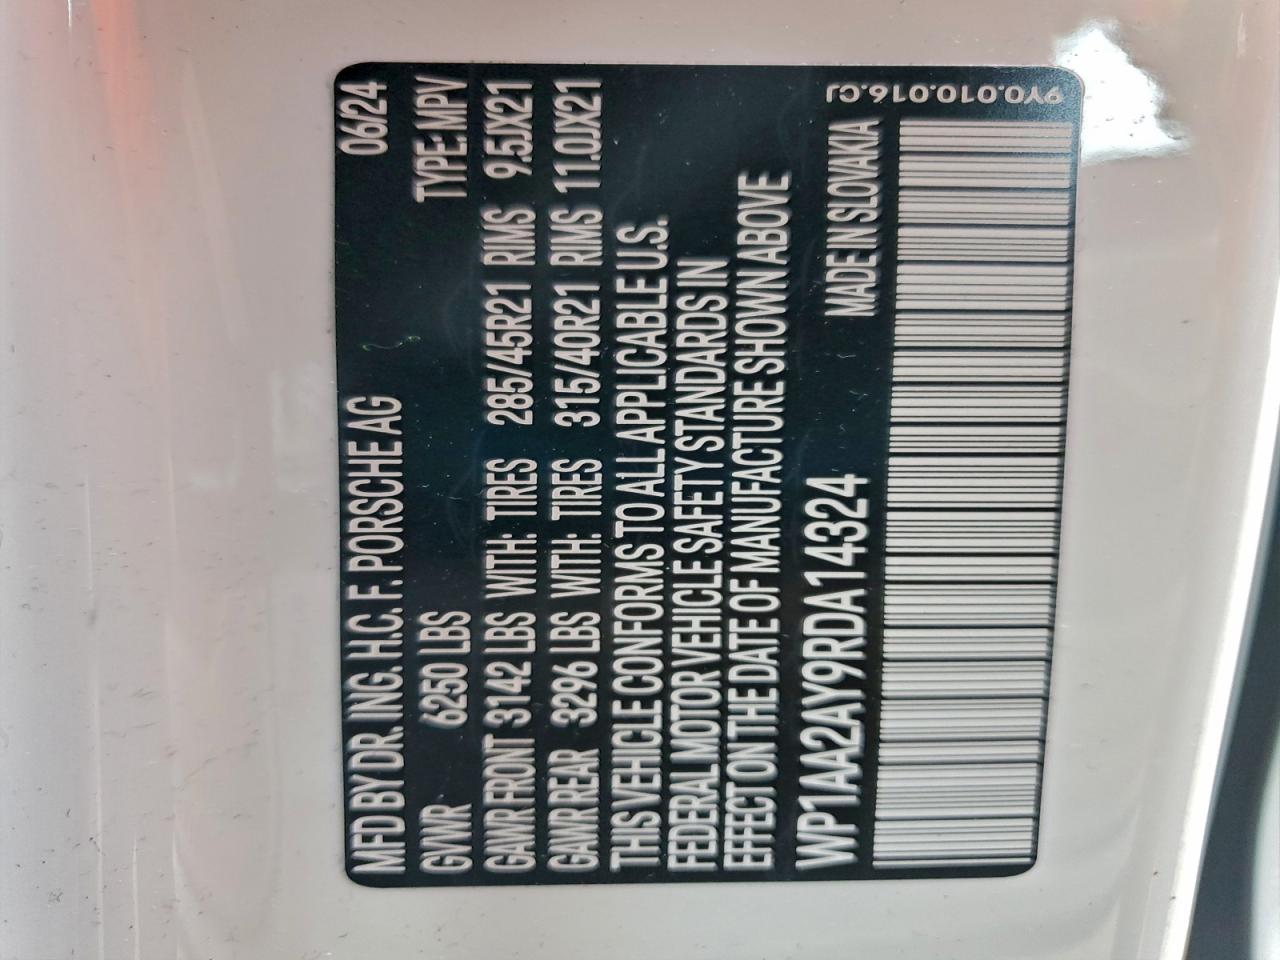 MFD BY DR. ING. H.C. F. PORSCHE AG 06/24
GVWR 6250 LBS TYPE: MPV
GAWR FRONT 3142 LBS WITH: TIRES 285/45R21 RIMS 9.5JX21
GAWR REAR 3296 LBS WITH: TIRES 315/40R21 RIMS 11.0JX21
THIS VEHICLE CONFORMS TO ALL APPLICABLE U.S.
FEDERAL MOTOR VEHICLE SAFETY STANDARDS IN
EFFECT ON THE DATE OF MANUFACTURE SHOWN ABOVE
WP1AA2AY9RDA14324 MADE IN SLOVAKIA
9Y0.010.016.CJ